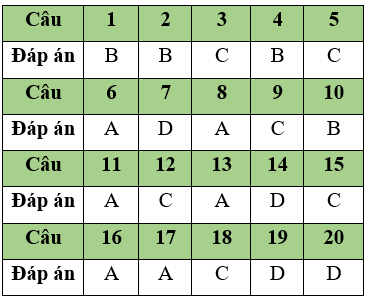 Câu 1 2 3 4 5
Đáp án B B C B C
Câu 6 7 8 9 10
Đáp án A D A C B
Câu 11 12 13 14 15
Đáp án A C A D C
Câu 16 17 18 19 20
Đáp án A A C D D